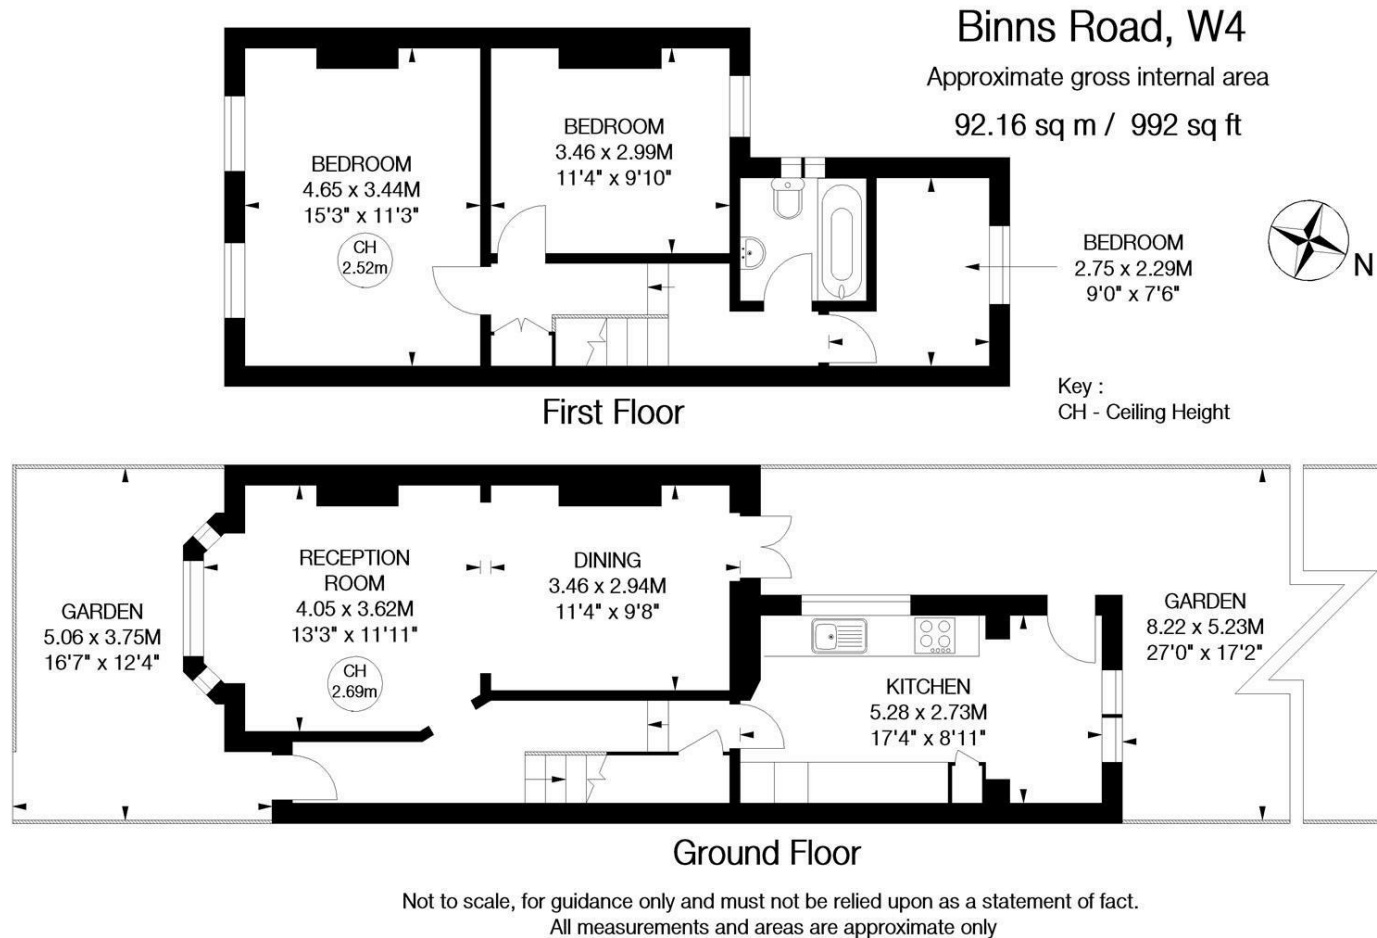 Binns Road, W4
Approximate gross internal area
92.16 sq m / 992 sq ft
BEDROOM
4.65 x 3.44M
15'3" x 11'3"
CH
2.52m
BEDROOM
3.46 x 2.99M
11'4" x 9'10"
BEDROOM
2.75 x 2.29M
9'0" x 7'6"
N
Key :
CH - Ceiling Height
First Floor
GARDEN
5.06 x 3.75M
16'7" x 12'4"
RECEPTION
ROOM
4.05 x 3.62M
13'3" x 11'11"
CH
2.69m
DINING
3.46 x 2.94M
11'4" x 9'8"
KITCHEN
5.28 x 2.73M
17'4" x 8'11"
GARDEN
8.22 x 5.23M
27'0" x 17'2"
Ground Floor
Not to scale, for guidance only and must not be relied upon as a statement of fact.
All measurements and areas are approximate only